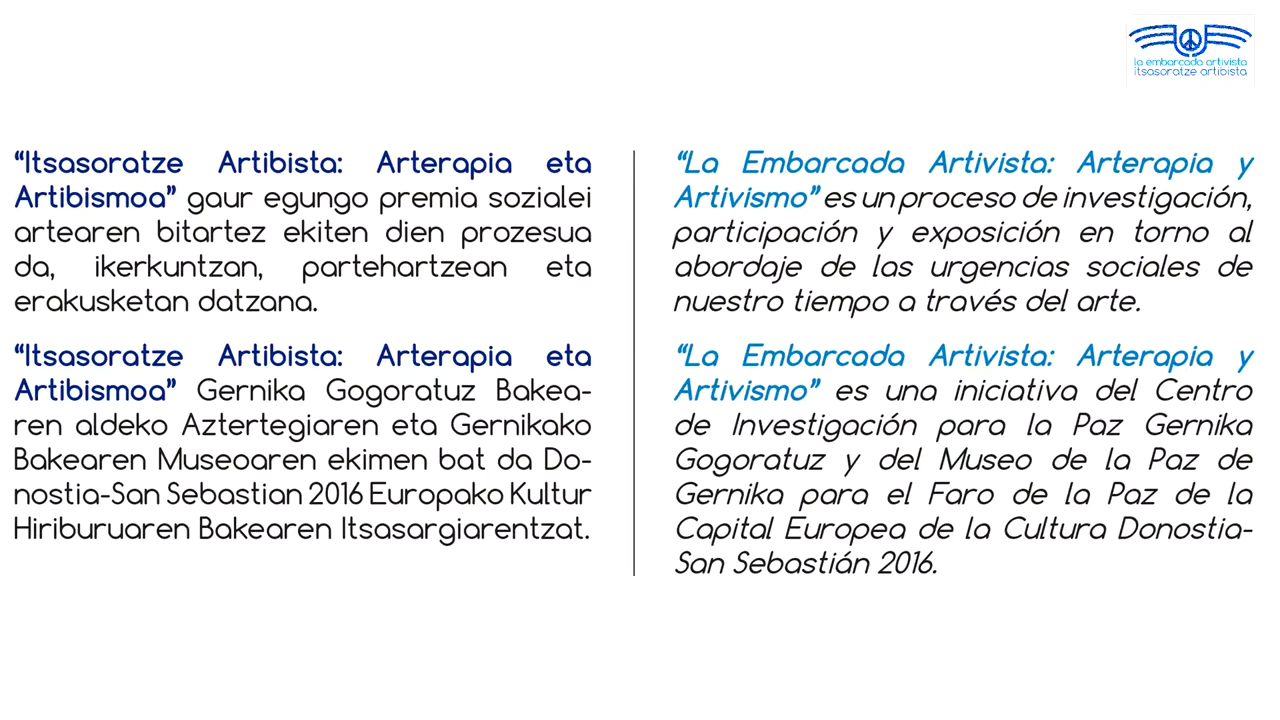 la embarcada artivista
itsasoratze artibista
“Itsasoratze Artibista: Arterapia eta
Artibismoa” gaur egungo premia sozialei
artearen bitartez ekiten dien prozesua
da, ikerkuntzan, partehartzean eta
erakusketan datzana.
“Itsasoratze Artibista: Arterapia eta
Artibismoa” Gernika Gogoratuz Bakea-
ren aldeko Aztertegiaren eta Gernikako
Bakearen Museoaren ekimen bat da Do-
nostia-San Sebastian 2016 Europako Kultur
Hiriburuaren Bakearen Itsasargiarentzat.
“La Embarcada Artivista: Arterapia y
Artivismo” es un proceso de investigación,
participación y exposición en torno al
abordaje de las urgencias sociales de
nuestro tiempo a través del arte.
“La Embarcada Artivista: Arterapia y
Artivismo” es una iniciativa del Centro
de Investigación para la Paz Gernika
Gogoratuz y del Museo de la Paz de
Gernika para el Faro de la Paz de la
Capital Europea de la Cultura Donostia-
San Sebastián 2016.